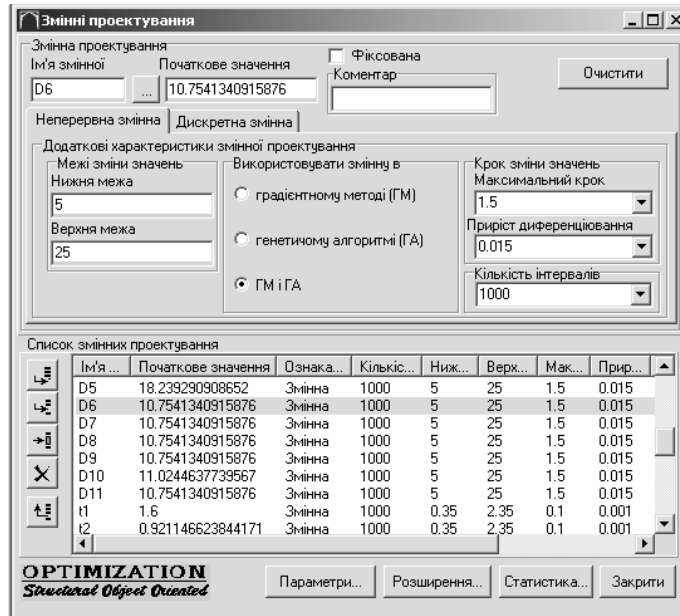 Змінні проектування
Змінна проектування
Ім'я змінної
Початкове значення
Фіксована
D6
...
10.7541340915876
Коментар
Очистити
Неперервна змінна
Дискретна змінна
Додаткові характеристики змінної проектування
Межі зміни значень
Нижня межа
5
Верхня межа
25
Використовувати змінну в
градієнтному методі (ГМ)
генетичому алгоритмі (ГА)
ГМ і ГА
Крок зміни значень
Максимальний крок
1.5
Приріст диференціювання
0.015
Кількість інтервалів
1000
Список змінних проектування
Ім'я ... Початкове значення Ознака... Кількіс... Ниж... Верх... Мак... Прир...
D5 18.239290908652 Змінна 1000 5 25 1.5 0.015
D6 10.7541340915876 Змінна 1000 5 25 1.5 0.015
D7 10.7541340915876 Змінна 1000 5 25 1.5 0.015
D8 10.7541340915876 Змінна 1000 5 25 1.5 0.015
D9 10.7541340915876 Змінна 1000 5 25 1.5 0.015
D10 11.0244637739567 Змінна 1000 5 25 1.5 0.015
D11 10.7541340915876 Змінна 1000 5 25 1.5 0.015
t1 1.6 Змінна 1000 0.35 2.35 0.1 0.001
t2 0.921146623844171 Змінна 1000 0.35 2.35 0.1 0.001
OPTIMIZATION
Structural Object Oriented
Параметри...
Розширення...
Статистика...
Закрити